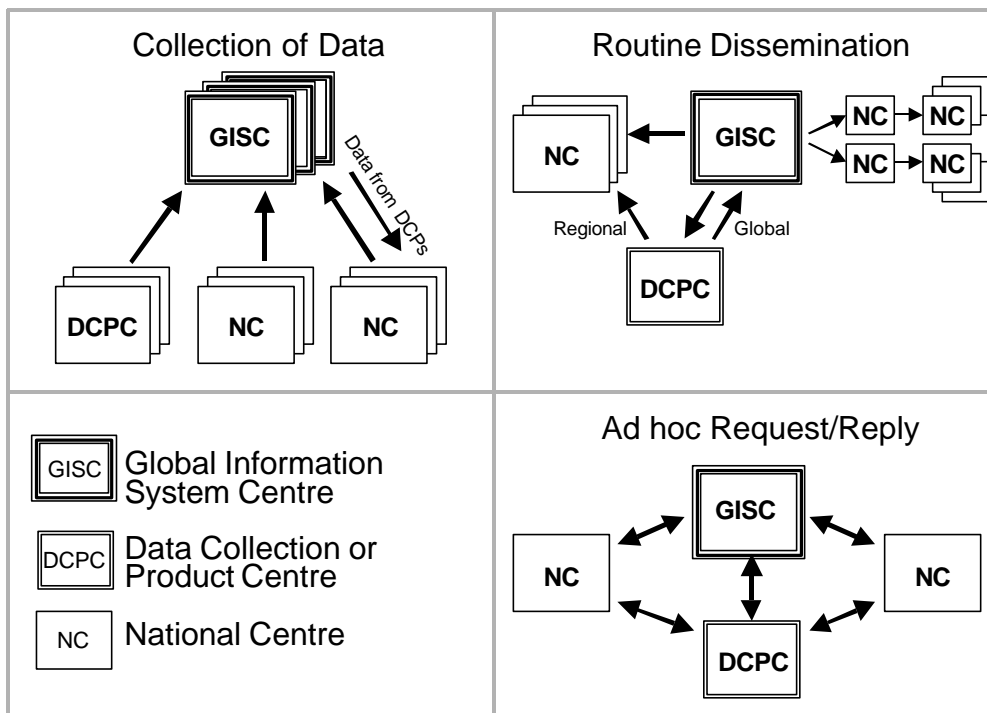 Collection of Data
GISC
Data from DCPs
DCPC
NC
NC
Routine Dissemination
NC
GISC
NC
NC
NC
NC
Regional
Global
DCPC
GISC
Global Information
System Centre
DCPC
Data Collection or
Product Centre
NC
National Centre
Ad hoc Request/Reply
GISC
NC
NC
DCPC